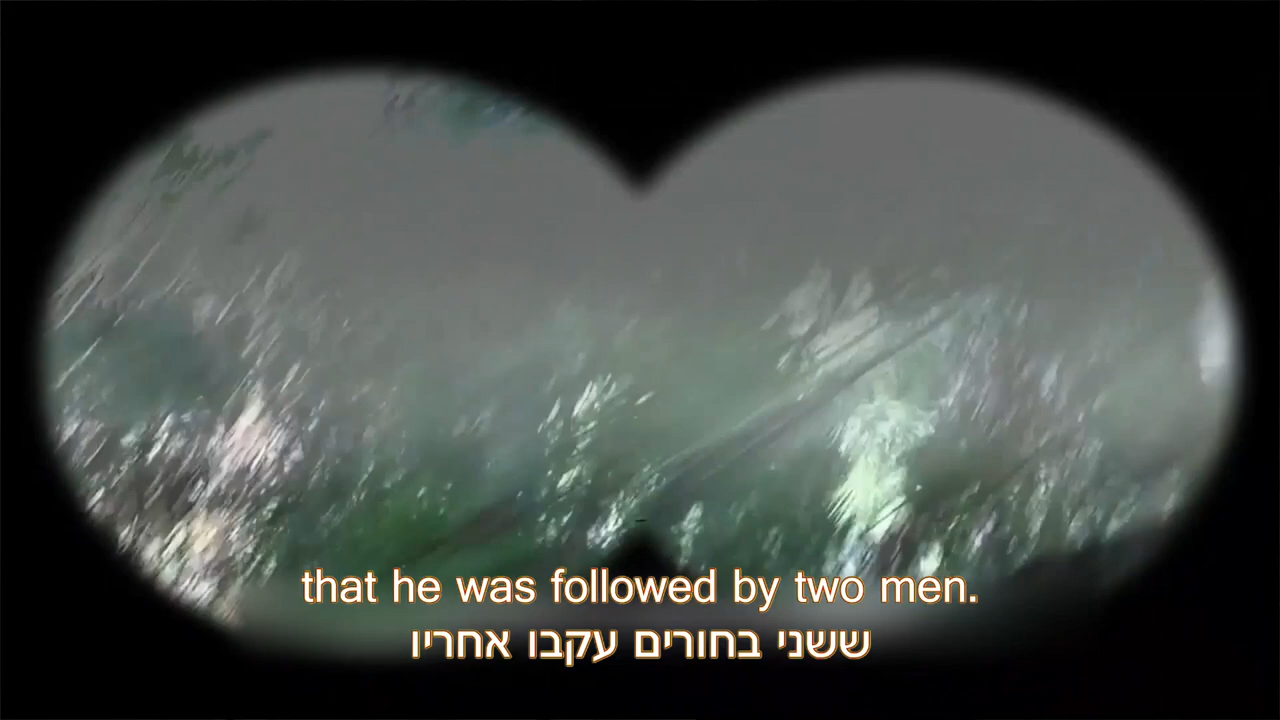 that he was followed by two men.
ששני בחורים עקבו אחריו